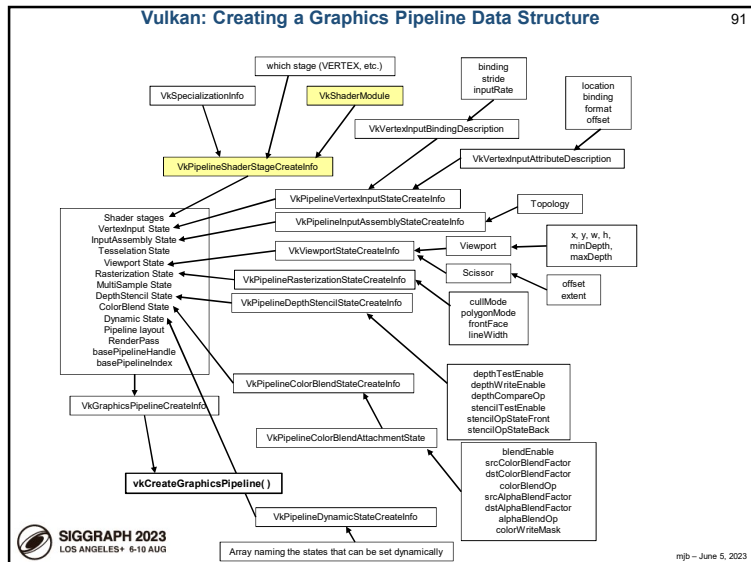 Vulkan: Creating a Graphics Pipeline Data Structure
91
which stage (VERTEX, etc.)
VkSpecializationInfo
VkShaderModule
binding
stride
inputRate
location
binding
format
offset
VkVertexInputBindingDescription
VkVertexInputAttributeDescription
VkPipelineShaderStageCreateInfo
VkPipelineVertexInputStateCreateInfo
Topology
VkPipelineInputAssemblyStateCreateInfo
Shader stages
VertexInput State
InputAssembly State
Tesselation State
Viewport State
Rasterization State
MultiSample State
DepthStencil State
ColorBlend State
Dynamic State
Pipeline layout
RenderPass
basePipelineHandle
basePipelineIndex
VkViewportStateCreateInfo
Viewport
x, y, w, h,
minDepth,
maxDepth
Scissor
offset
extent
VkPipelineRasterizationStateCreateInfo
cullMode
polygonMode
frontFace
lineWidth
VkPipelineDepthStencilStateCreateInfo
depthTestEnable
depthWriteEnable
depthCompareOp
stencilTestEnable
stencilOpStateFront
stencilOpStateBack
VkPipelineColorBlendStateCreateInfo
VkGraphicsPipelineCreateInfo
VkPipelineColorBlendAttachmentState
blendEnable
srcColorBlendFactor
dstColorBlendFactor
colorBlendOp
srcAlphaBlendFactor
dstAlphaBlendFactor
alphaBlendOp
colorWriteMask
vkCreateGraphicsPipeline( )
VkPipelineDynamicStateCreateInfo
Array naming the states that can be set dynamically
SIGGRAPH 2023
LOS ANGELES+ 6-10 AUG
mjb – June 5, 2023